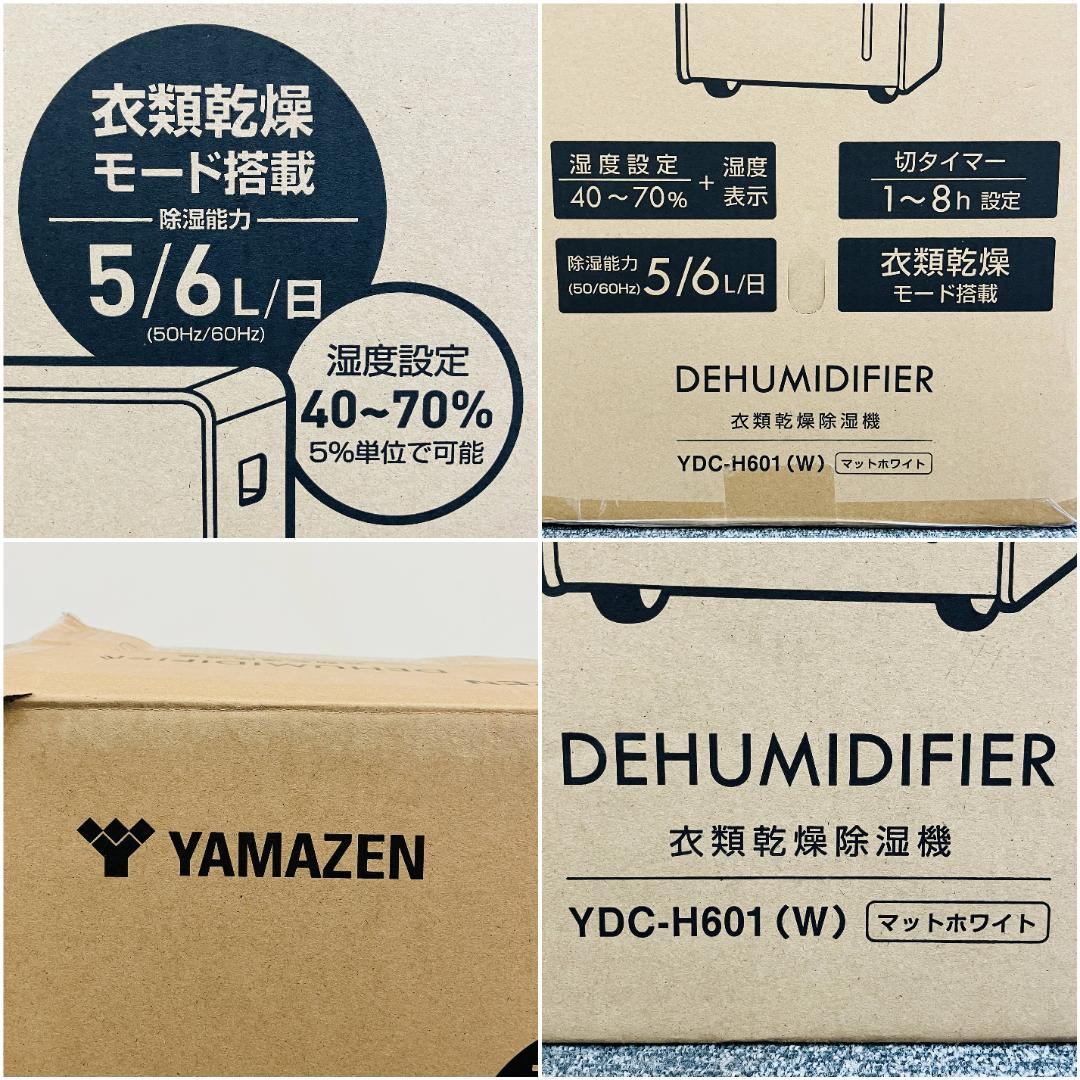 衣類乾燥
モード搭載
除湿能力
5/6L/日
(50Hz/60Hz)
湿度設定
40~70%
5%単位で可能
湿度設定
40～70%
+
湿度
表示
切タイマー
1～8h 設定
除湿能力
(50/60Hz)
5/6L/日
衣類乾燥
モード搭載
DEHUMIDIFIER
衣類乾燥除湿機
YDC-H601(W) マットホワイト
DEHUMIDIFIER
ZEN
YAMAZEN
DEHUMIDIFIER
衣類乾燥除湿機
YDC-H601(W) マットホワイト